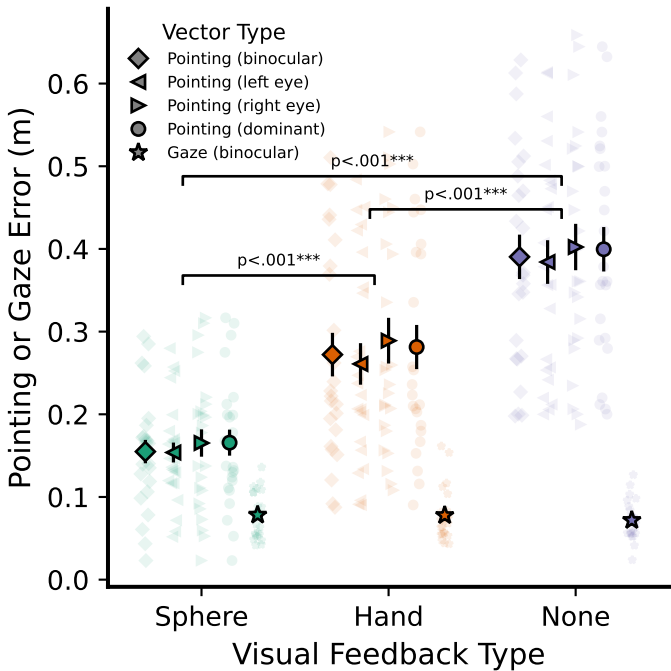 Vector Type
Pointing (binocular)
Pointing (left eye)
Pointing (right eye)
Pointing (dominant)
Gaze (binocular)
p<.001***
p<.001***
p<.001***
Pointing or Gaze Error (m)
0.6
0.5
0.4
0.3
0.2
0.1
0.0
Sphere Hand None
Visual Feedback Type